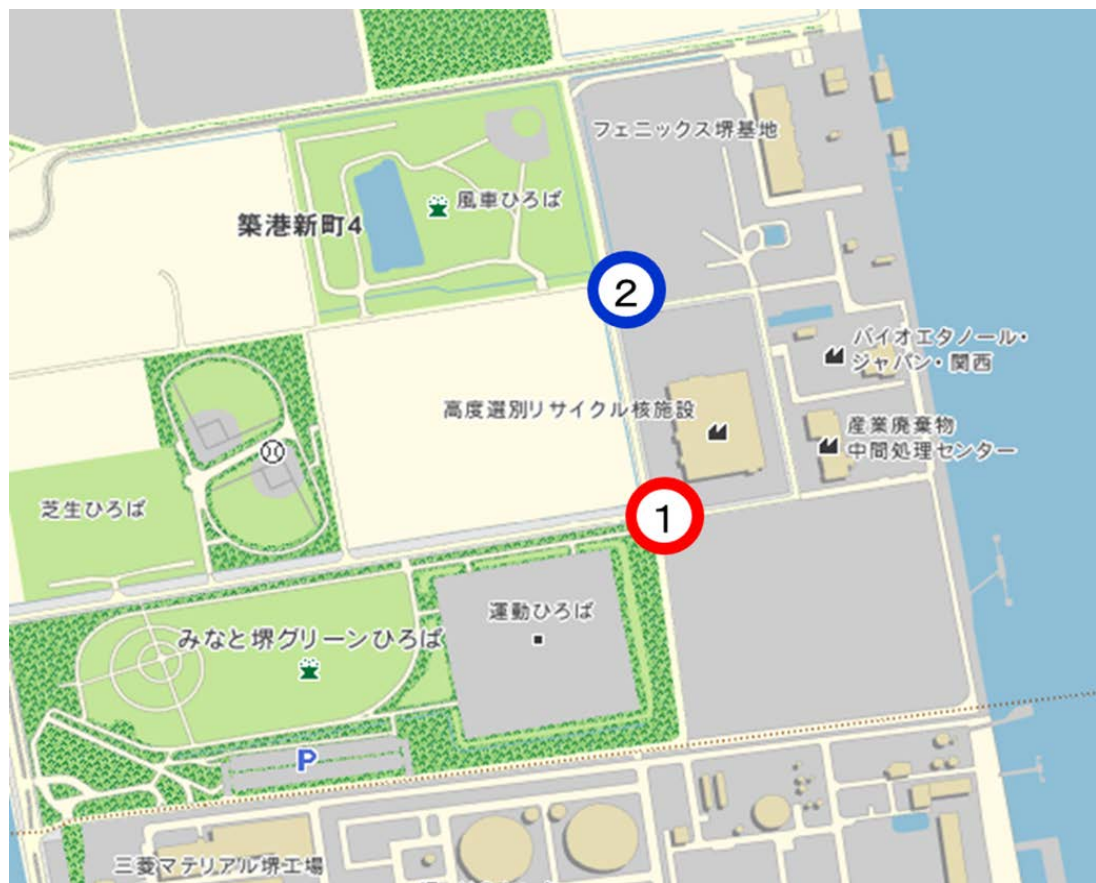 フェニックス堺基地
風車ひろば
築港新町4
2
バイオエタノール・
ジャパン・関西
高度選別リサイクル核施設
産業廃棄物
中間処理センター
芝生ひろば
1
運動ひろば
みなと堺グリーンひろば
P
三菱マテリアル堺工場